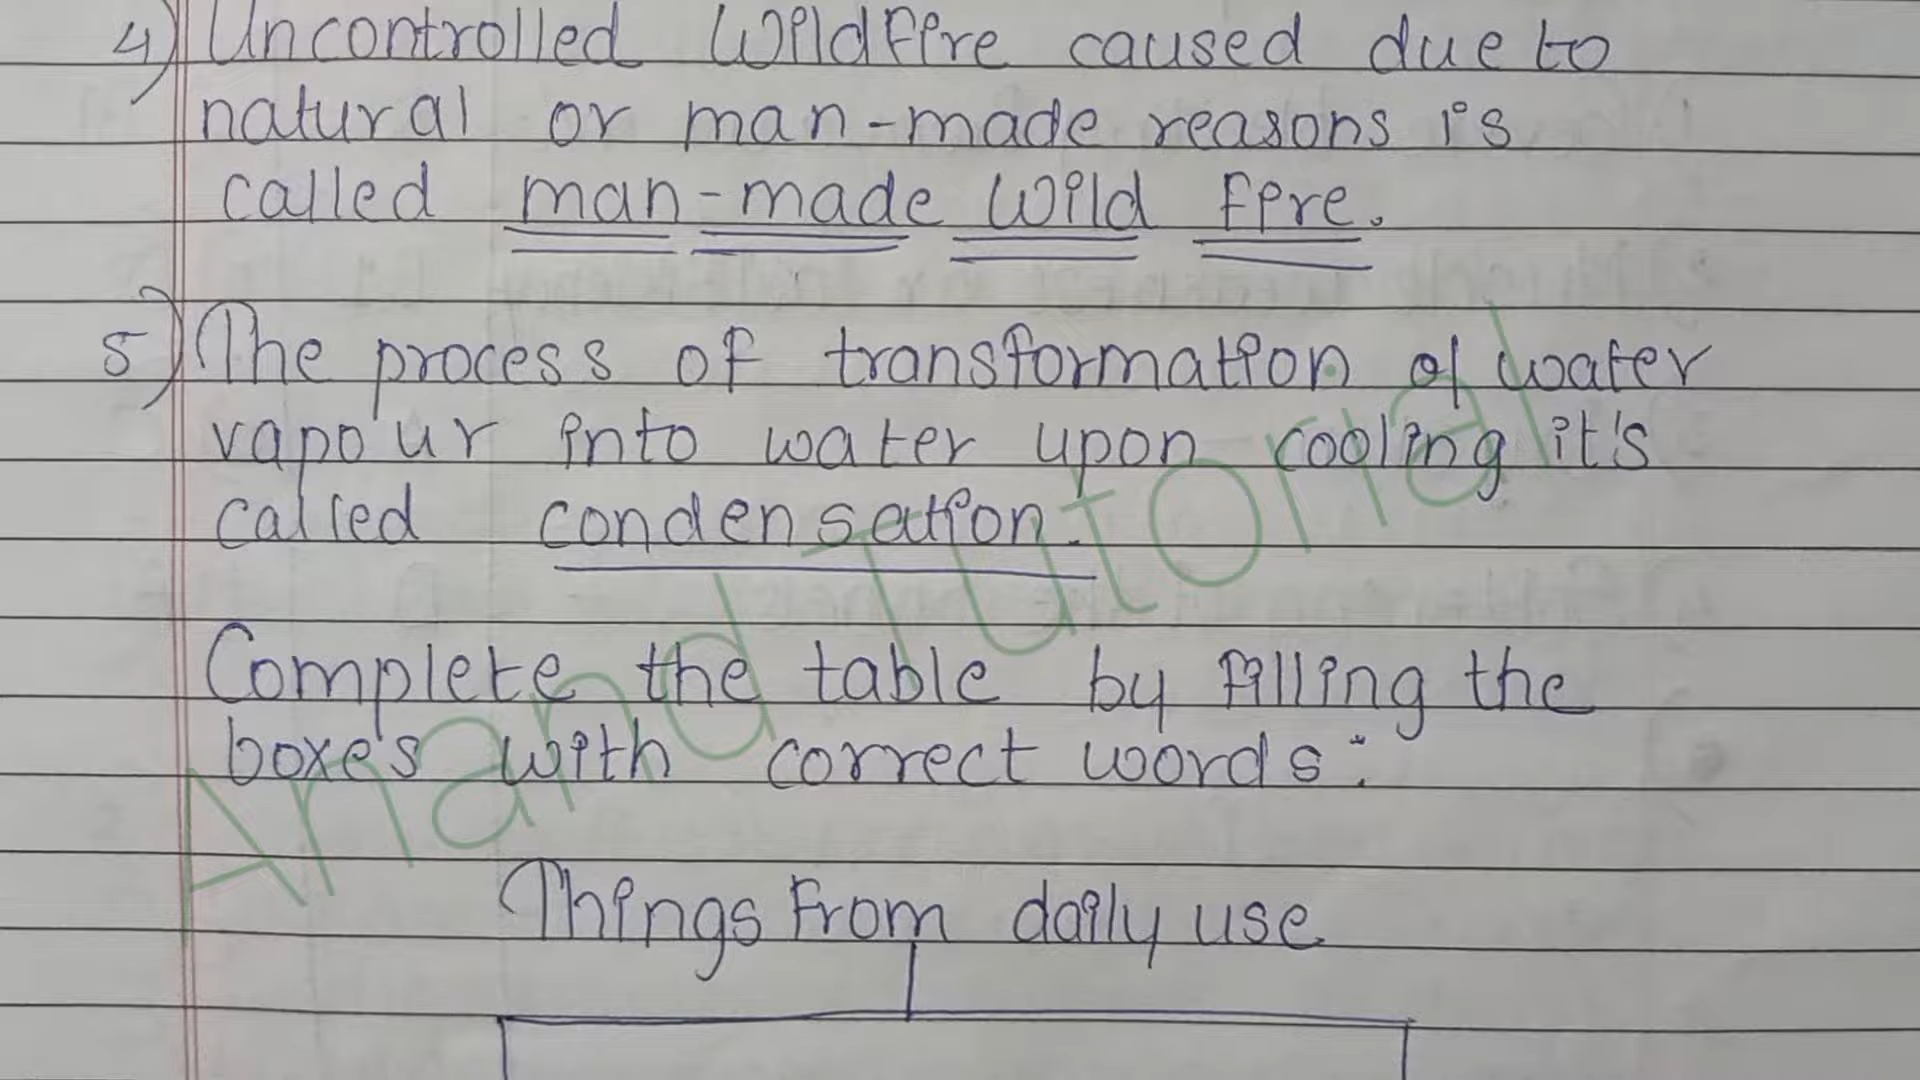 4) Uncontrolled Wildfire caused due to
natural or man-made reasons is
called man-made wild fire.
5) The process of transformation of water
vapour into water upon cooling it's
called condensation.
Complete the table by filling the
boxes with correct words:
Things From daily use
Anand Tutorial